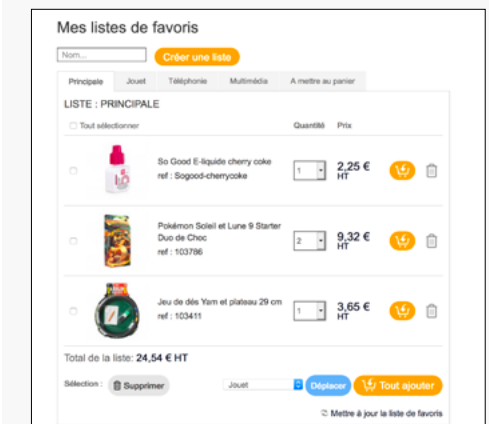 Mes listes de favoris
Nom... Créer une liste
Principale Jouet Téléphonie Multimédia A mettre au panier
LISTE : PRINCIPALE
Tout sélectionner Quantité Prix
So Good E-liquide cherry coke
ref : Sogood-cherrycoke
1
2,25 €
HT
Pokémon Soleil et Lune 9 Starter
Duo de Choc
ref : 103786
2
9,32 €
HT
Jeu de dés Yam et plateau 29 cm
ref : 103411
1
3,65 €
HT
Total de la liste: 24,54 € HT
Sélection : Supprimer Jouet Déplacer Tout ajouter
Mettre à jour la liste de favoris